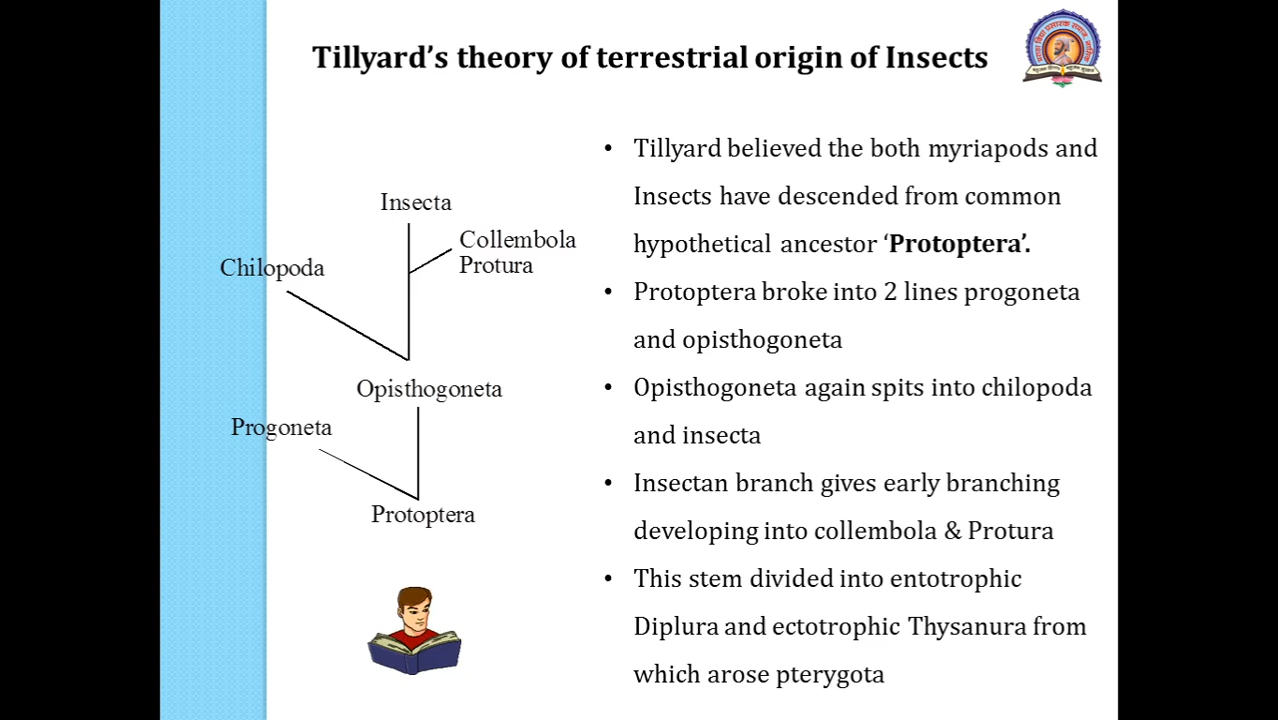 Tillyard's theory of terrestrial origin of Insects
Insecta
Collembola
Protura
Chilopoda
Opisthogoneta
Progoneta
Protoptera
• Tillyard believed the both myriapods and
Insects have descended from common
hypothetical ancestor ‘Protoptera’.
• Protoptera broke into 2 lines progoneta
and opisthogoneta
• Opisthogoneta again spits into chilopoda
and insecta
• Insectan branch gives early branching
developing into collembola & Protura
• This stem divided into entotrophic
Diplura and ectotrophic Thysanura from
which arose pterygota